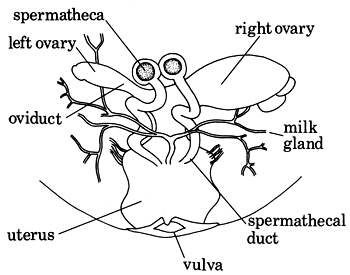 spermatheca
left ovary
right ovary
oviduct
milk
gland
uterus
spermathecal
duct
vulva